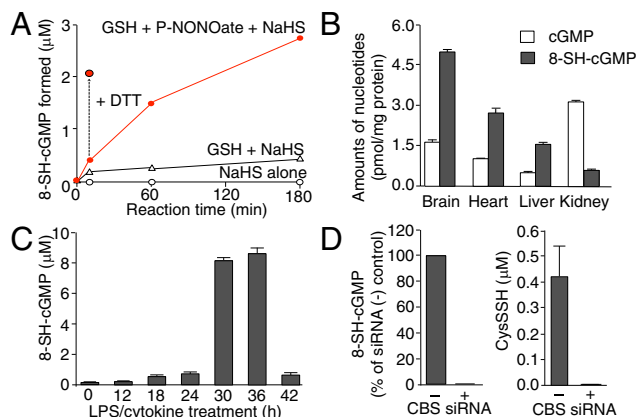 A
8-SH-cGMP formed (μM)
3
2
1
0
GSH + P-NONOate + NaHS
+ DTT
GSH + NaHS
NaHS alone
0 60 120 180
Reaction time (min)
B
Amounts of nucleotides
(pmol/mg protein)
6.0
4.5
3.0
1.5
0
cGMP
8-SH-cGMP
Brain Heart Liver Kidney
C
8-SH-cGMP (μM)
10
8
6
4
2
0
0 12 18 24 30 36 42
LPS/cytokine treatment (h)
D
8-SH-cGMP
(% of siRNA (-) control)
120
100
80
60
40
20
0
− +
CBS siRNA
CysSSH (μM)
0.6
0.4
0.2
0.0
− +
CBS siRNA